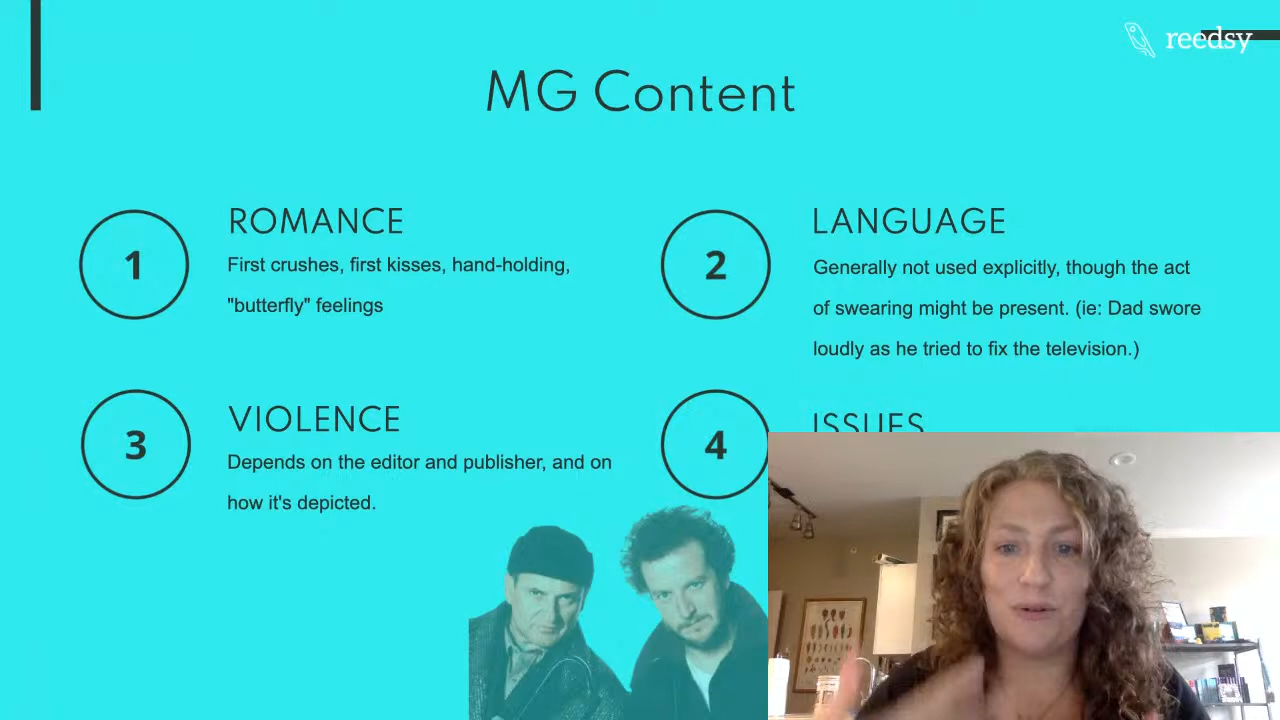 reedsy
MG Content
1
ROMANCE
First crushes, first kisses, hand-holding,
"butterfly" feelings
2
LANGUAGE
Generally not used explicitly, though the act
of swearing might be present. (ie: Dad swore
loudly as he tried to fix the television.)
3
VIOLENCE
Depends on the editor and publisher, and on
how it's depicted.
4
ISSUES